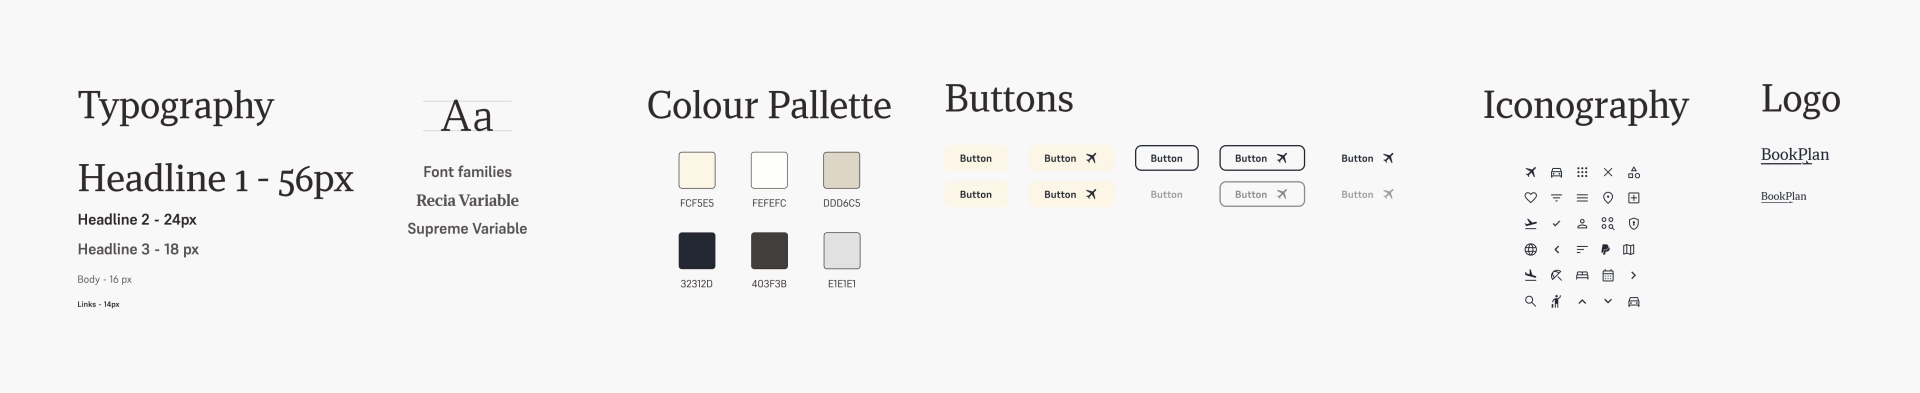 Typography
Headline 1 - 56px
Headline 2 - 24px
Headline 3 - 18 px
Body - 16 px
Links - 14px
Aa
Font families
Recia Variable
Supreme Variable
Colour Pallette
FCF5E5
FEFEFC
DDD6C5
32312D
403F3B
E1E1E1
Buttons
Button
Button
Button
Button
Button
Button
Button
Button
Button
Button
Iconography
Logo
BookPlan
BookPlan